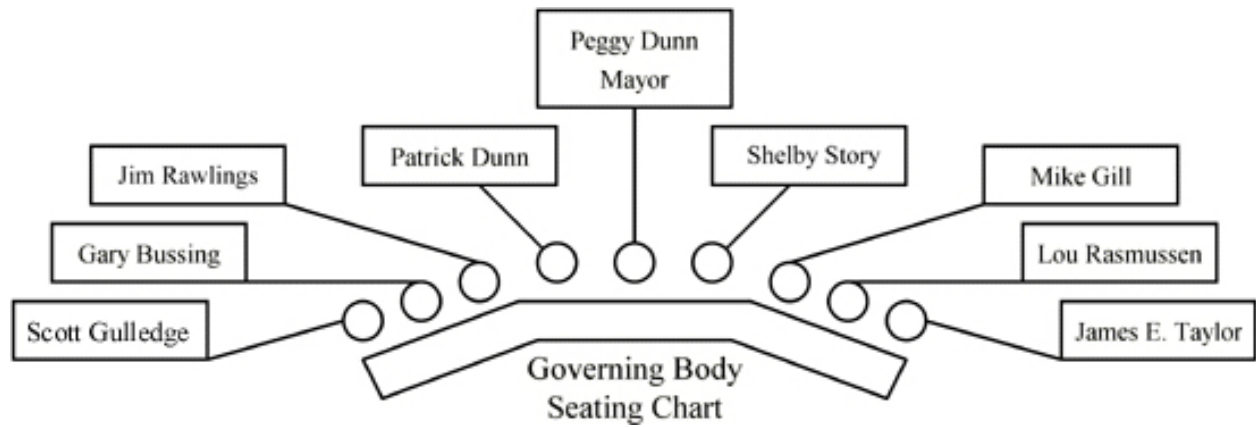 Peggy Dunn
Mayor
Patrick Dunn
Shelby Story
Jim Rawlings
Mike Gill
Gary Bussing
Lou Rasmussen
Scott Gulledge
James E. Taylor
Governing Body
Seating Chart